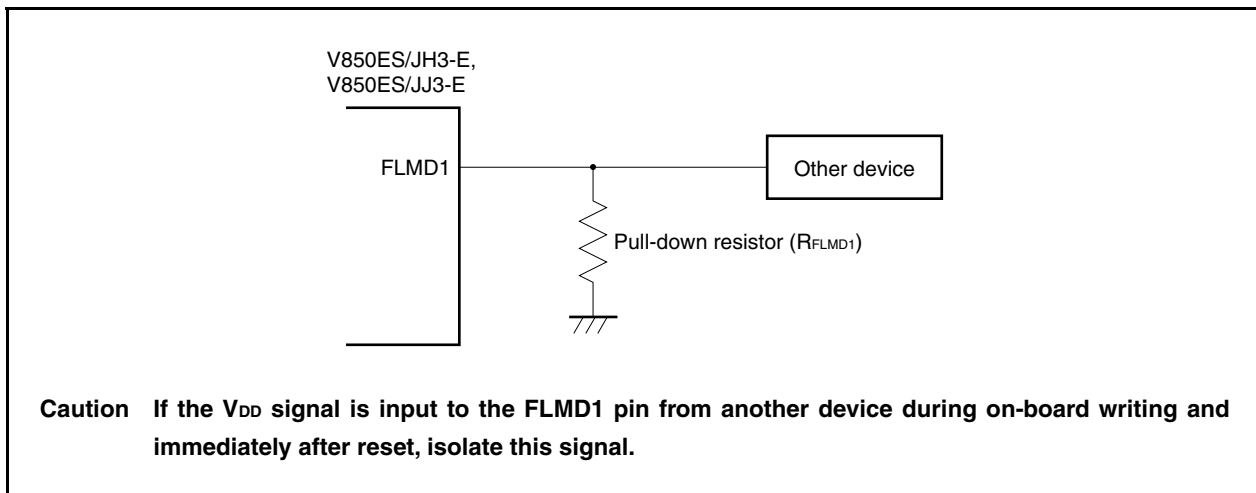 V850ES/JH3-E,
V850ES/JJ3-E
FLMD1
Other device
Pull-down resistor (RFLMD1)
Caution If the VDD signal is input to the FLMD1 pin from another device during on-board writing and
immediately after reset, isolate this signal.